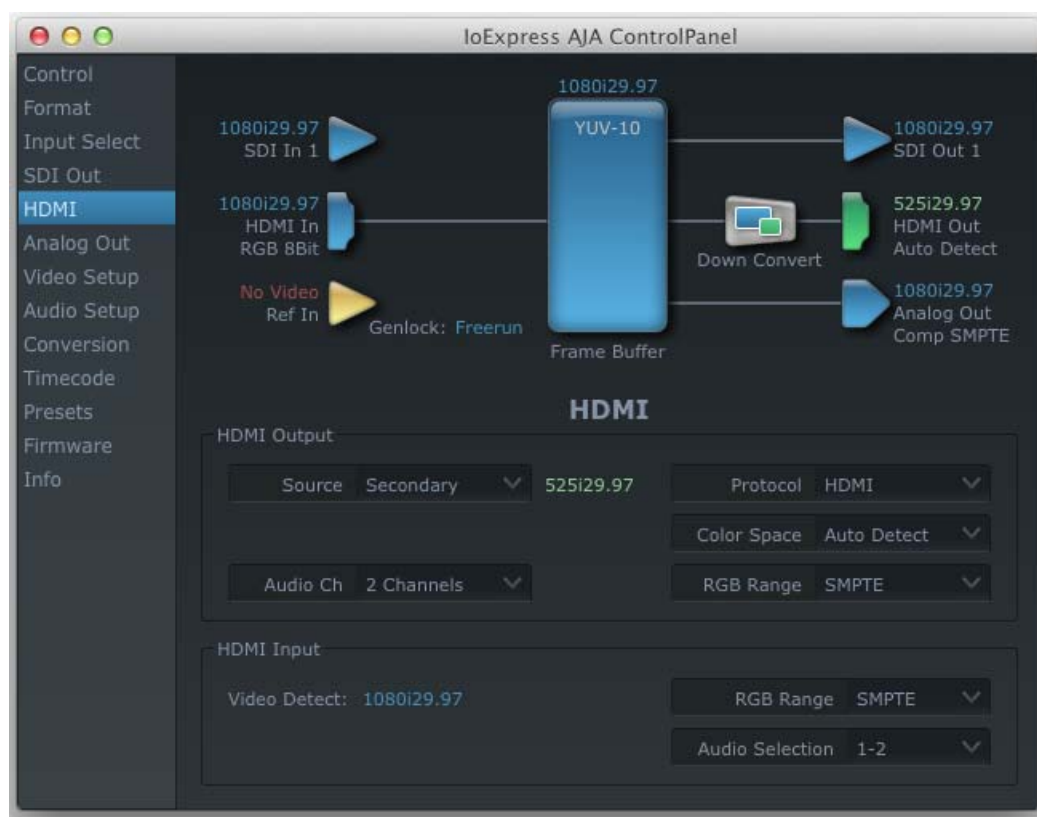 IoExpress AJA ControlPanel
Control
Format
Input Select
SDI Out
HDMI
Analog Out
Video Setup
Audio Setup
Conversion
Timecode
Presets
Firmware
Info
1080i29.97
SDI In 1
1080i29.97
HDMI In
RGB 8Bit
No Video
Ref In
Genlock: Freerun
1080i29.97
YUV-10
Frame Buffer
Down Convert
1080i29.97
SDI Out 1
525i29.97
HDMI Out
Auto Detect
1080i29.97
Analog Out
Comp SMPTE
HDMI
HDMI Output
Source Secondary 525i29.97 Protocol HDMI
Color Space Auto Detect
Audio Ch 2 Channels RGB Range SMPTE
HDMI Input
Video Detect: 1080i29.97 RGB Range SMPTE
Audio Selection 1-2